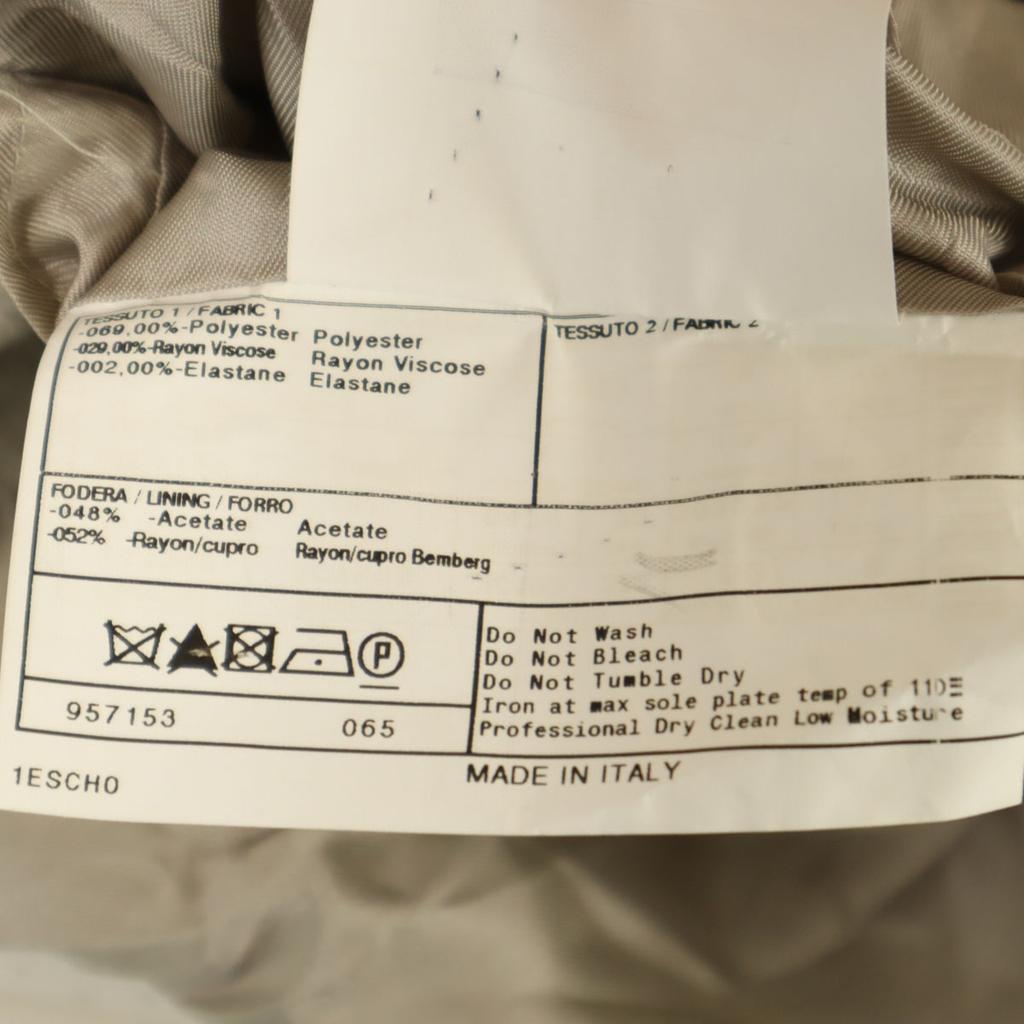 TESSUTO 1 / FABRIC 1
-069,00%-Polyester Polyester
-029,00%-Rayon Viscose Rayon Viscose
-002,00%-Elastane Elastane
TESSUTO 2 / FABRIC 2
FODERA / LINING / FORRO
-048% -Acetate Acetate
-052% -Rayon/cupro Rayon/cupro Bemberg
P
Do Not Wash
Do Not Bleach
Do Not Tumble Dry
Iron at max sole plate temp of 110
Professional Dry Clean Low Moisture
957153 065
1ESCH0
MADE IN ITALY